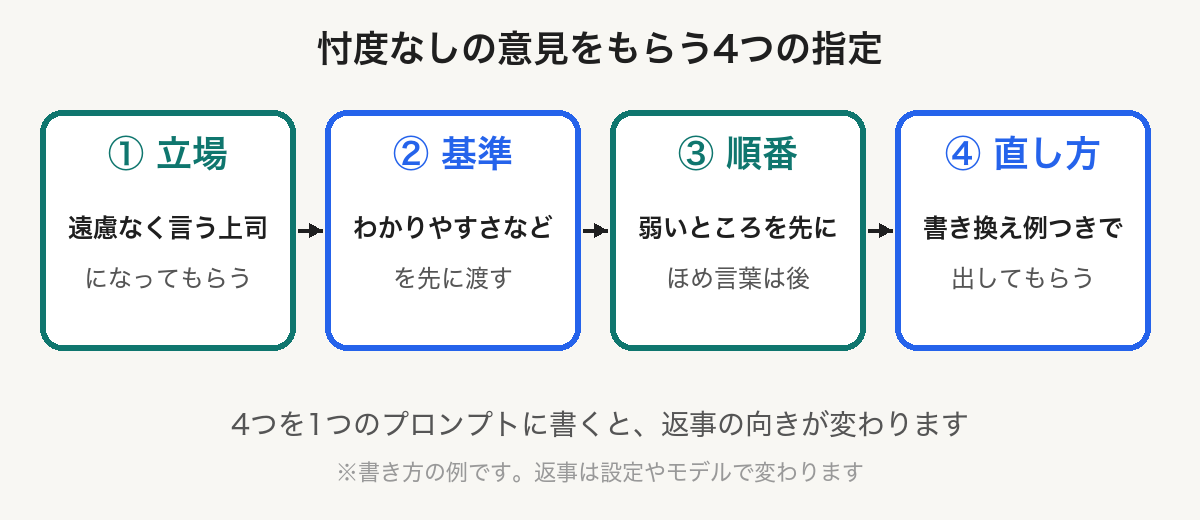 忖度なしの意見をもらう4つの指定
① 立場
遠慮なく言う上司
になってもらう
② 基準
わかりやすさなど
を先に渡す
③ 順番
弱いところを先に
ほめ言葉は後
④ 直し方
書き換え例つきで
出してもらう
4つを1つのプロンプトに書くと、返事の向きが変わります
※書き方の例です。返事は設定やモデルで変わります